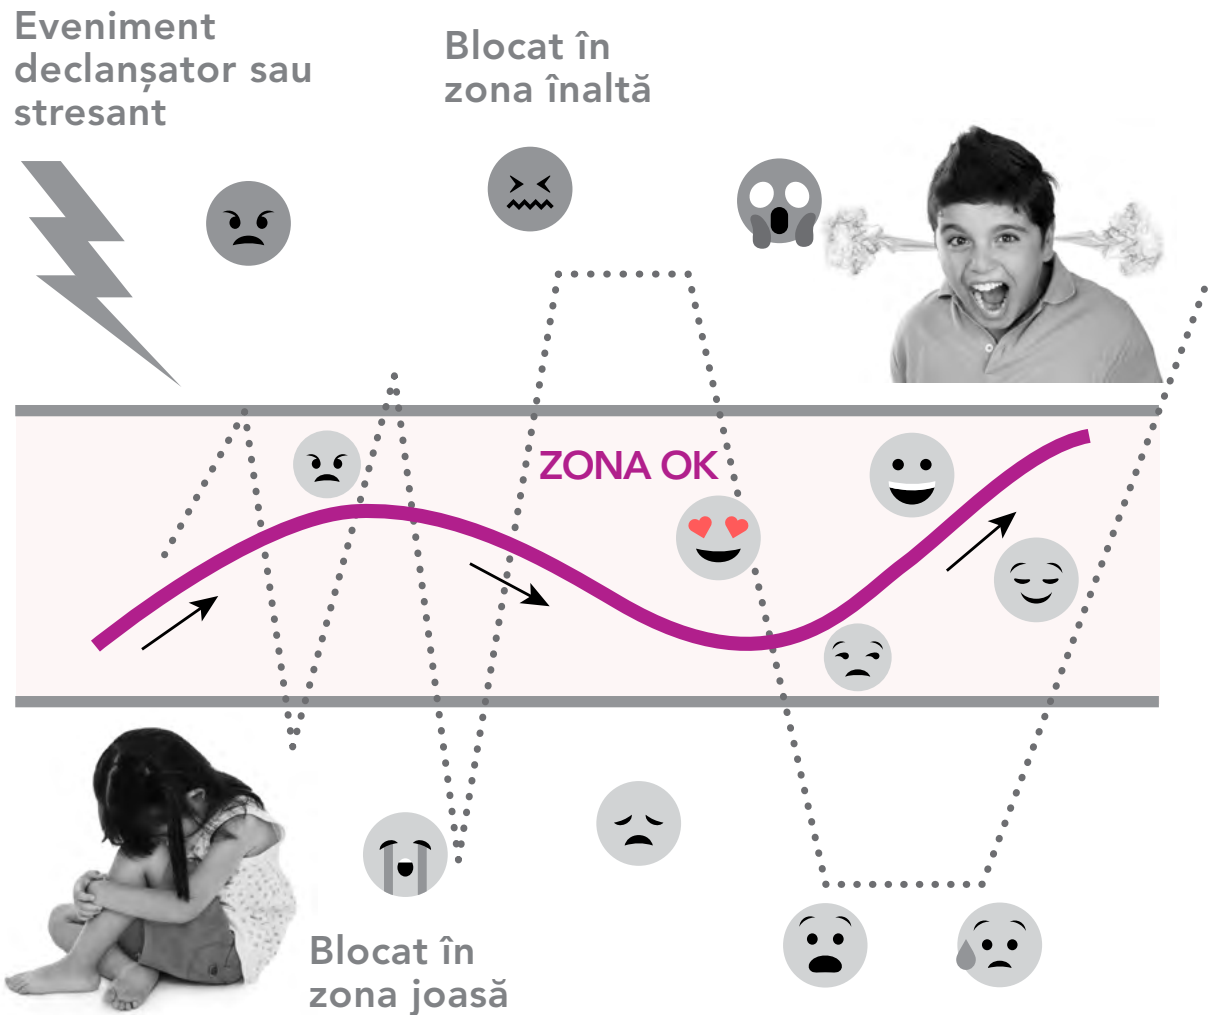 Eveniment
declanșator sau
stresant
Blocat în
zona înaltă
ZONA OK
Blocat în
zona joasă